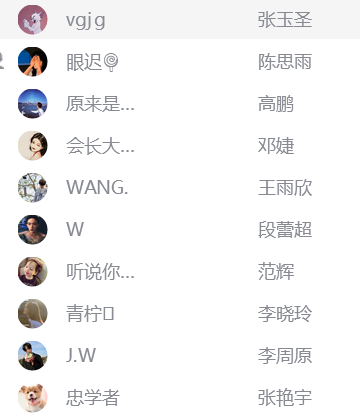 vgjg 张玉圣
眼迟🍭 陈思雨
原来是... 高鹏
会长大... 邓婕
WANG. 王雨欣
W 段蕾超
听说你... 范辉
青柠▯ 李晓玲
J.W 李周原
忠学者 张艳宇